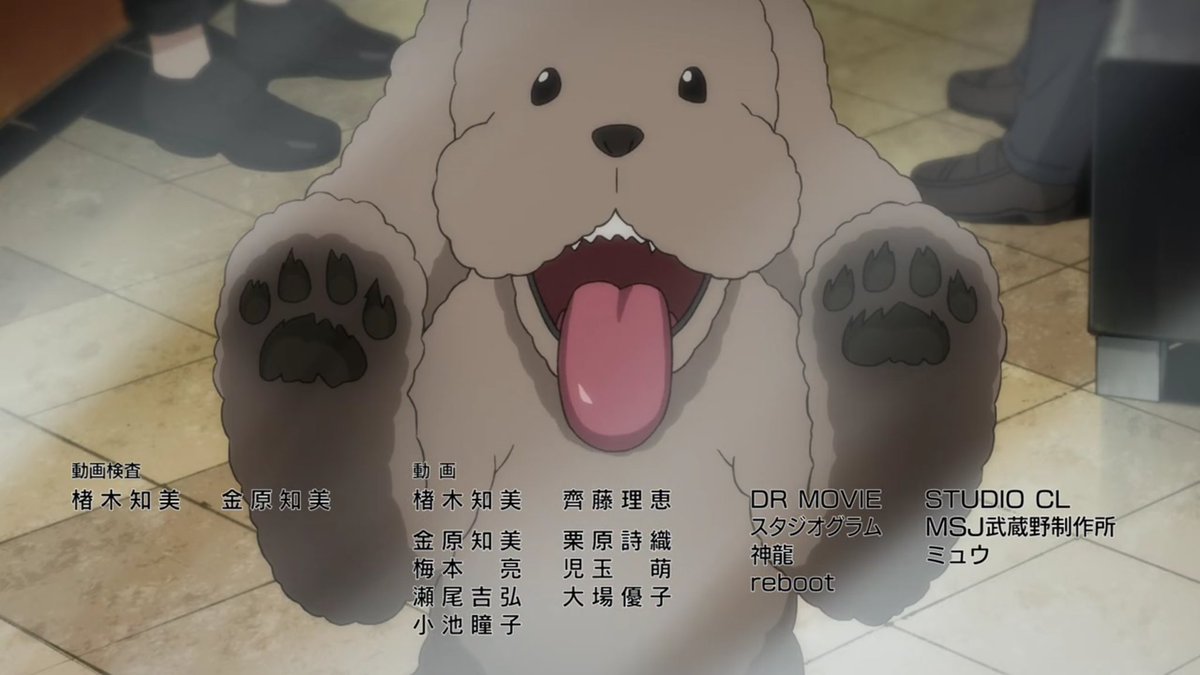 動画検査
楮木知美　金原知美
動 画
楮木知美　齊藤理恵
金原知美　栗原詩織
梅本　亮　児玉　萌
瀬尾吉弘　大場優子
小池瞳子
DR MOVIE　STUDIO CL
スタジオグラム　MSJ武蔵野制作所
神龍　ミュウ
reboot